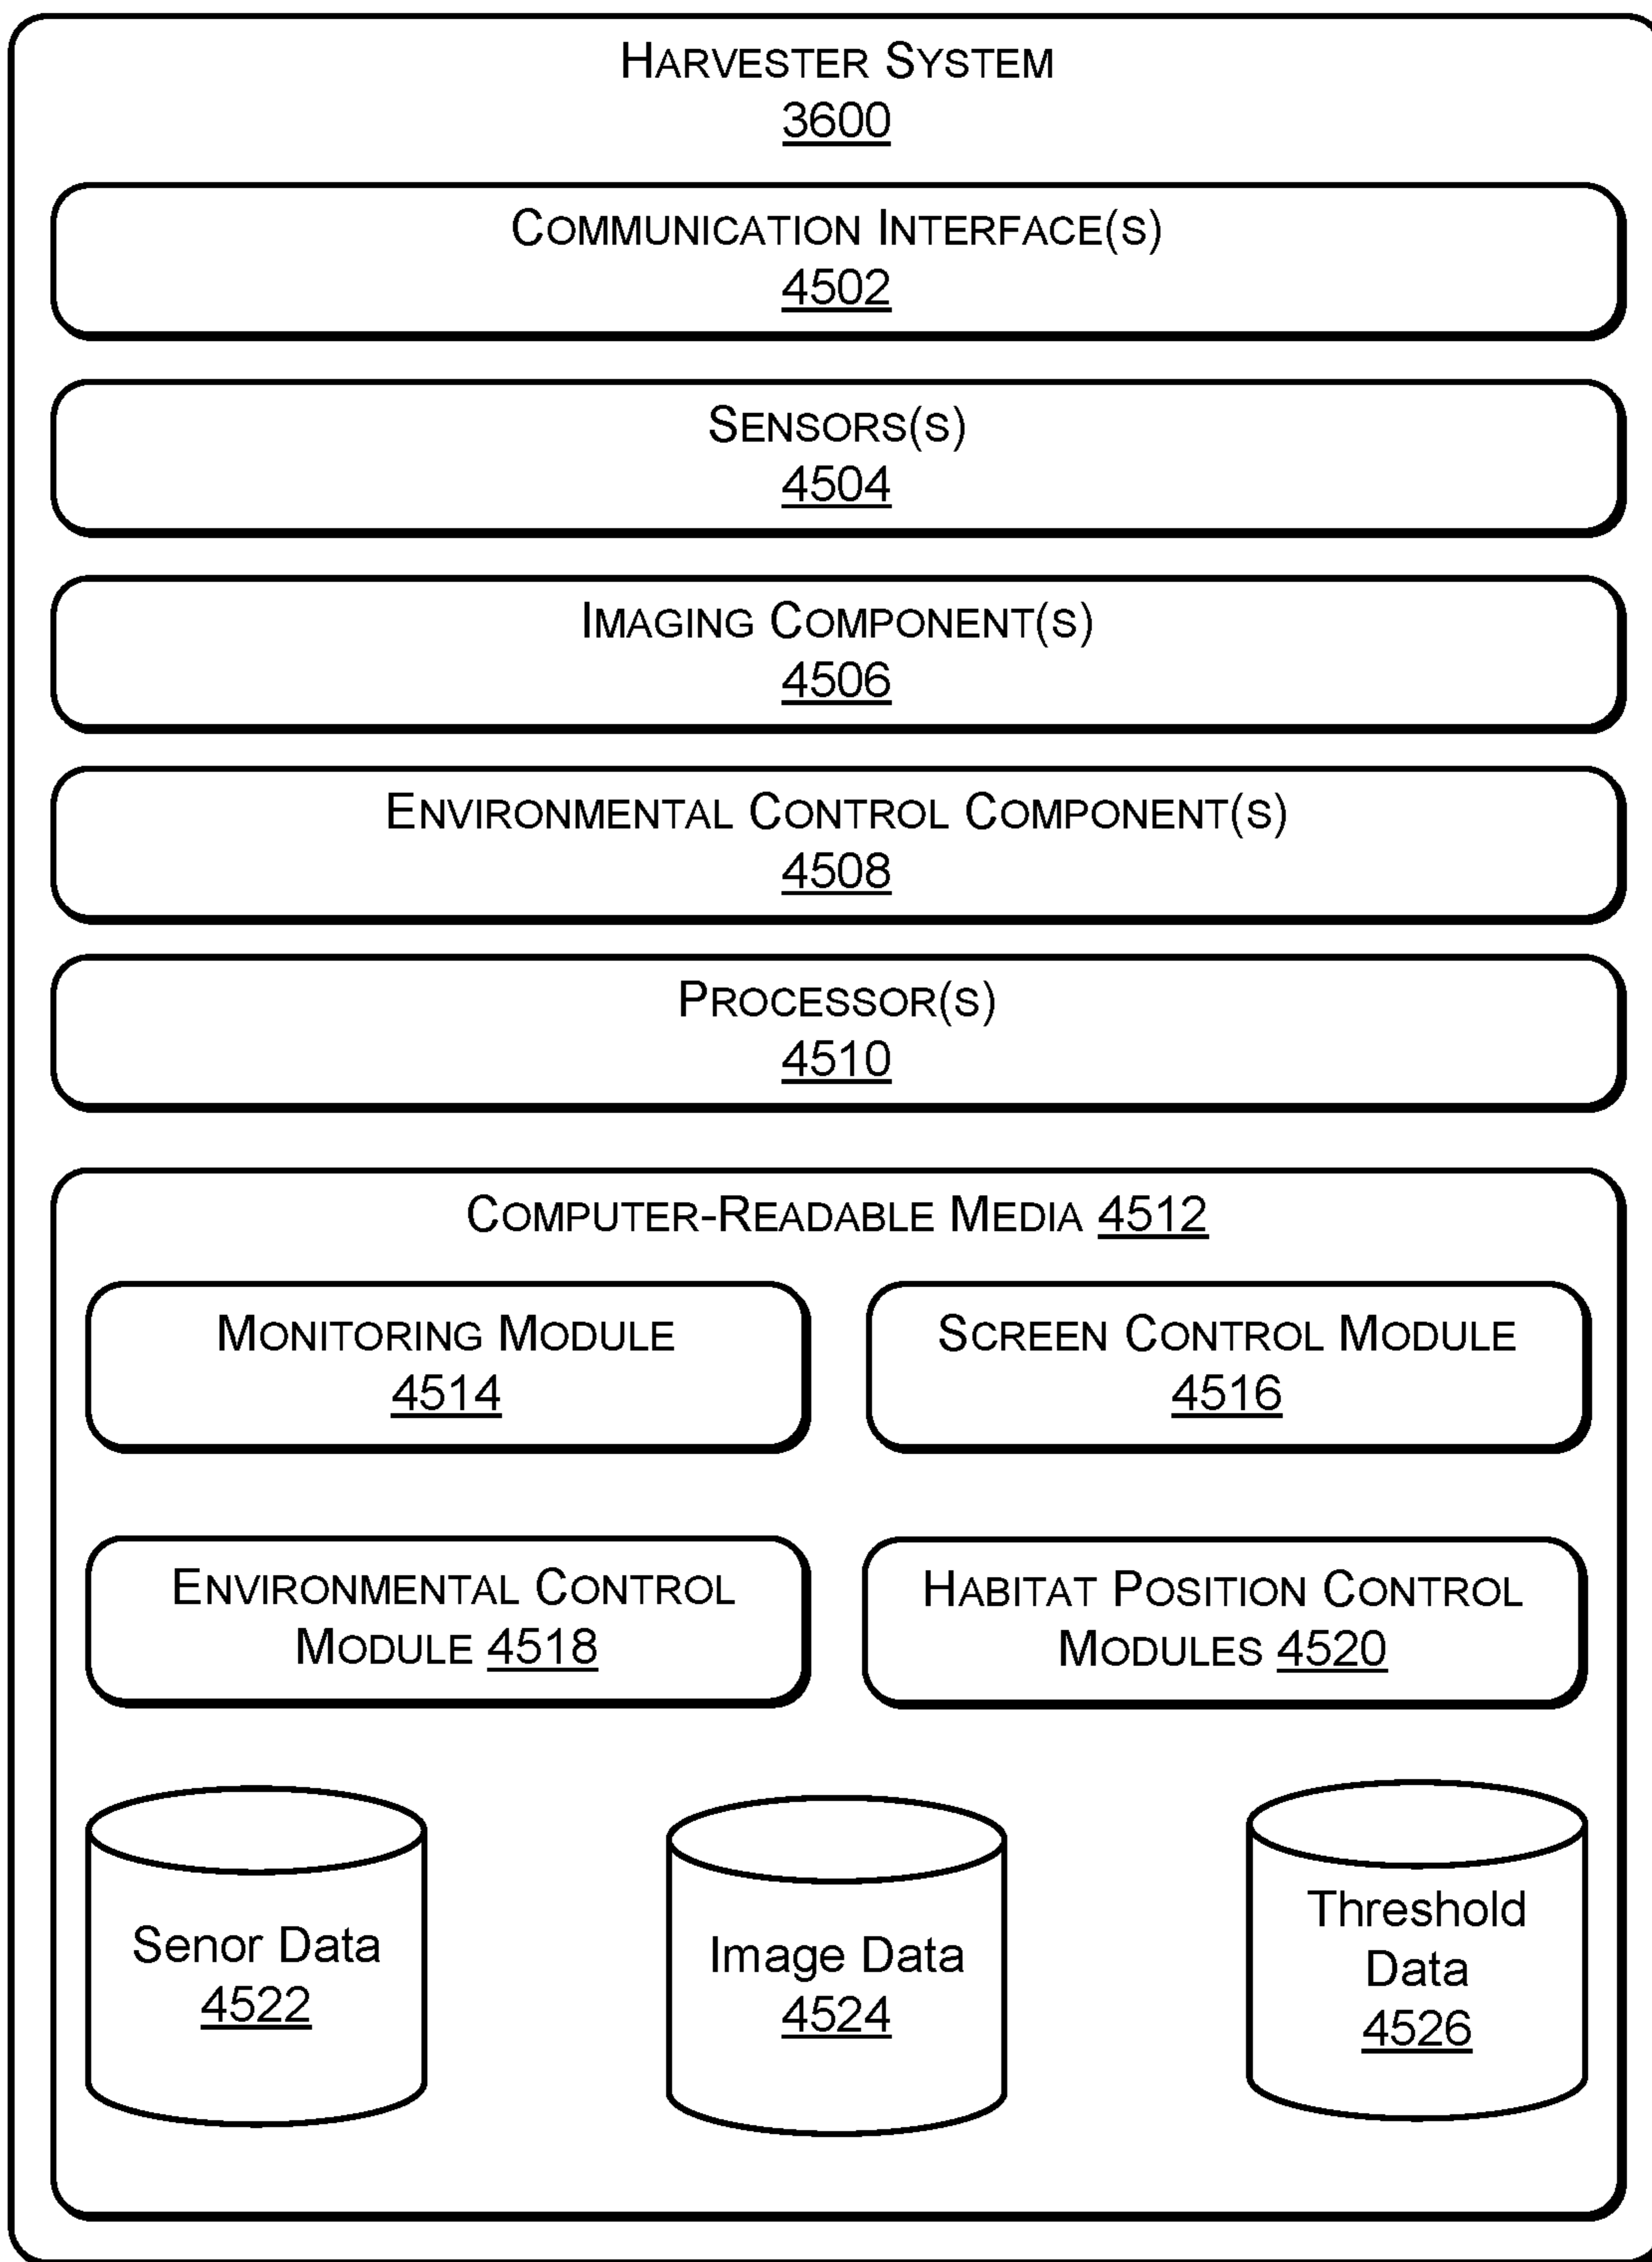 HARVESTER SYSTEM
3600
COMMUNICATION INTERFACE(S)
4502
SENSORS(S)
4504
IMAGING COMPONENT(S)
4506
ENVIRONMENTAL CONTROL COMPONENT(S)
4508
PROCESSOR(S)
4510
COMPUTER-READABLE MEDIA 4512
MONITORING MODULE
4514
SCREEN CONTROL MODULE
4516
ENVIRONMENTAL CONTROL
MODULE 4518
HABITAT POSITION CONTROL
MODULES 4520
Senor Data
4522
Image Data
4524
Threshold
Data
4526